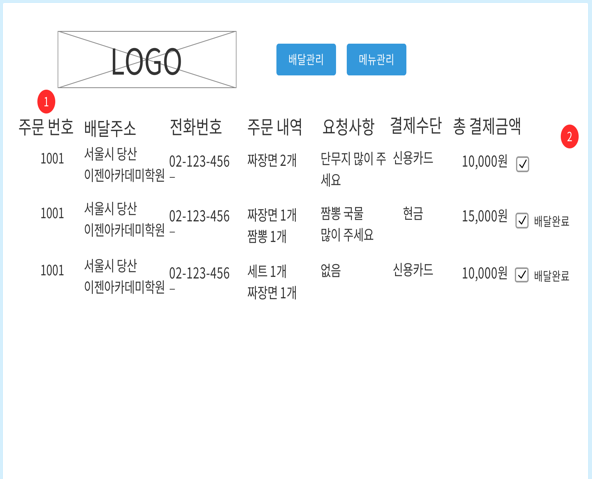 LOGO
배달관리
메뉴관리
1
주문 번호 배달주소 전화번호 주문 내역 요청사항 결제수단 총 결제금액
2
1001 서울시 당산 02-123-456 짜장면 2개 단무지 많이 주 신용카드 10,000원
이젠아카데미학원 – 세요
1001 서울시 당산 02-123-456 짜장면 1개 짬뽕 국물 현금 15,000원 배달완료
이젠아카데미학원 – 짬뽕 1개 많이 주세요
1001 서울시 당산 02-123-456 세트 1개 없음 신용카드 10,000원 배달완료
이젠아카데미학원 – 짜장면 1개